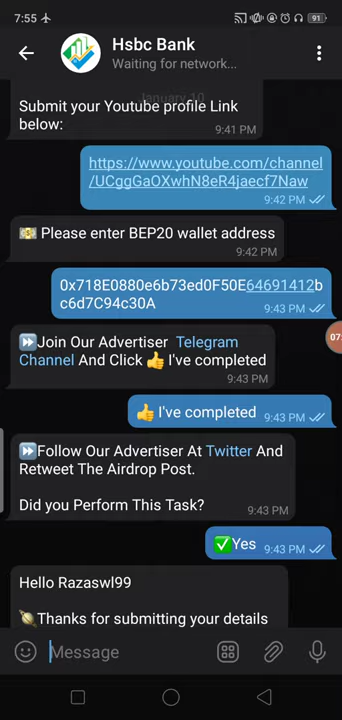 7:55
91
Hsbc Bank
Waiting for network...
January 10
Submit your Youtube profile Link
below:
9:41 PM
https://www.youtube.com/channel
/UCggGaOXwhN8eR4jaecf7Naw
9:42 PM
Please enter BEP20 wallet address
9:42 PM
0x718E0880e6b73ed0F50E64691412b
c6d7C94c30A
9:43 PM
Join Our Advertiser Telegram
Channel And Click 👍 I've completed
9:43 PM
👍 I've completed 9:43 PM
Follow Our Advertiser At Twitter And
Retweet The Airdrop Post.
Did you Perform This Task?
9:43 PM
✅Yes 9:43 PM
Hello Razaswl99
Thanks for submitting your details
Message